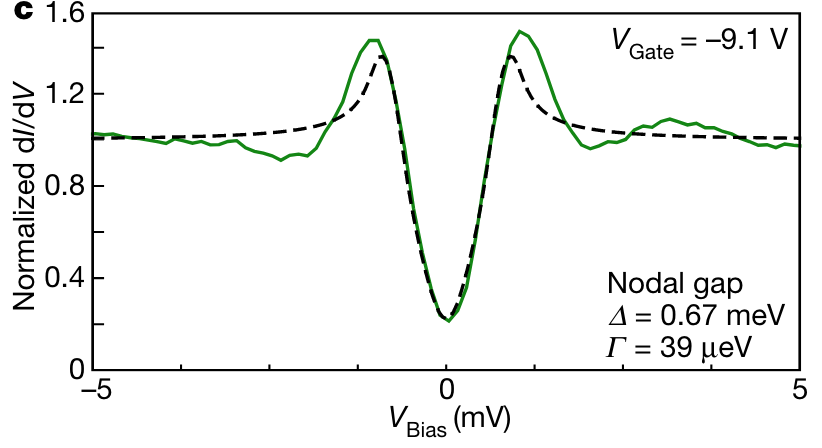 c
1.6
1.2
0.8
0.4
0
Normalized dI/dV
V_Gate = –9.1 V
Nodal gap
Δ = 0.67 meV
Γ = 39 μeV
–5
0
5
V_Bias (mV)